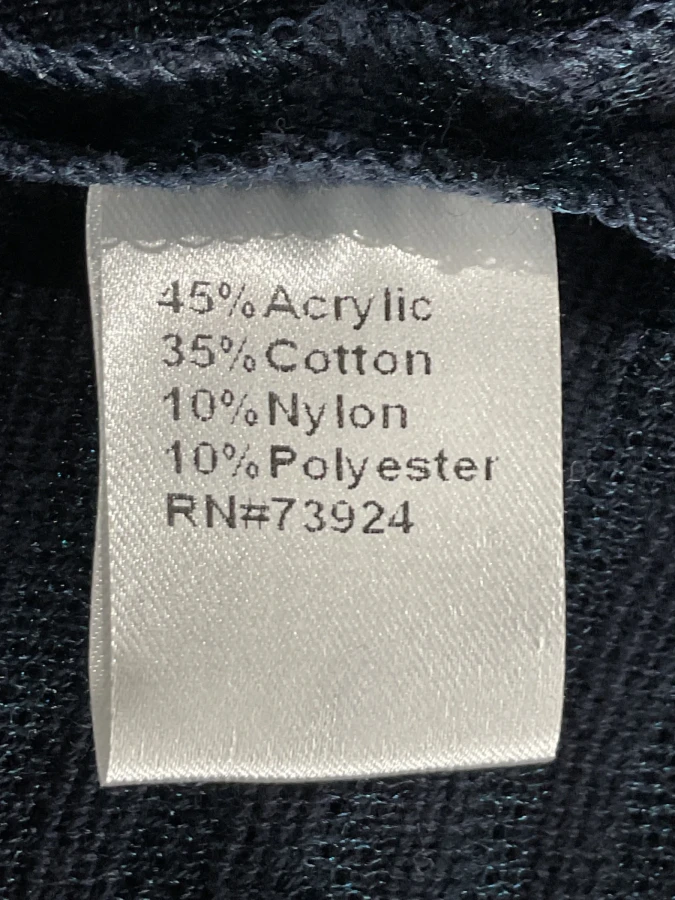 45% Acrylic
35% Cotton
10% Nylon
10% Polyester
RN#73924